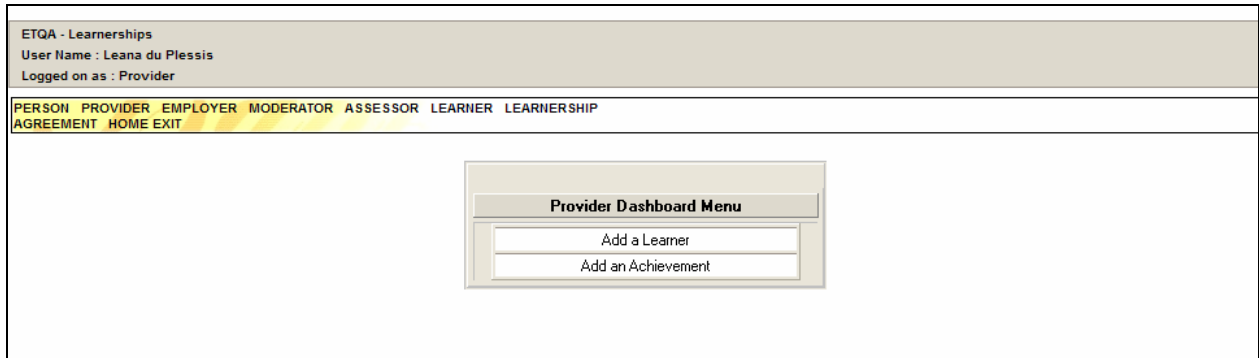 ETQA - Learnerships
User Name : Leana du Plessis
Logged on as : Provider
PERSON PROVIDER EMPLOYER MODERATOR ASSESSOR LEARNER LEARNERSHIP
AGREEMENT HOME EXIT
Provider Dashboard Menu
Add a Learner
Add an Achievement